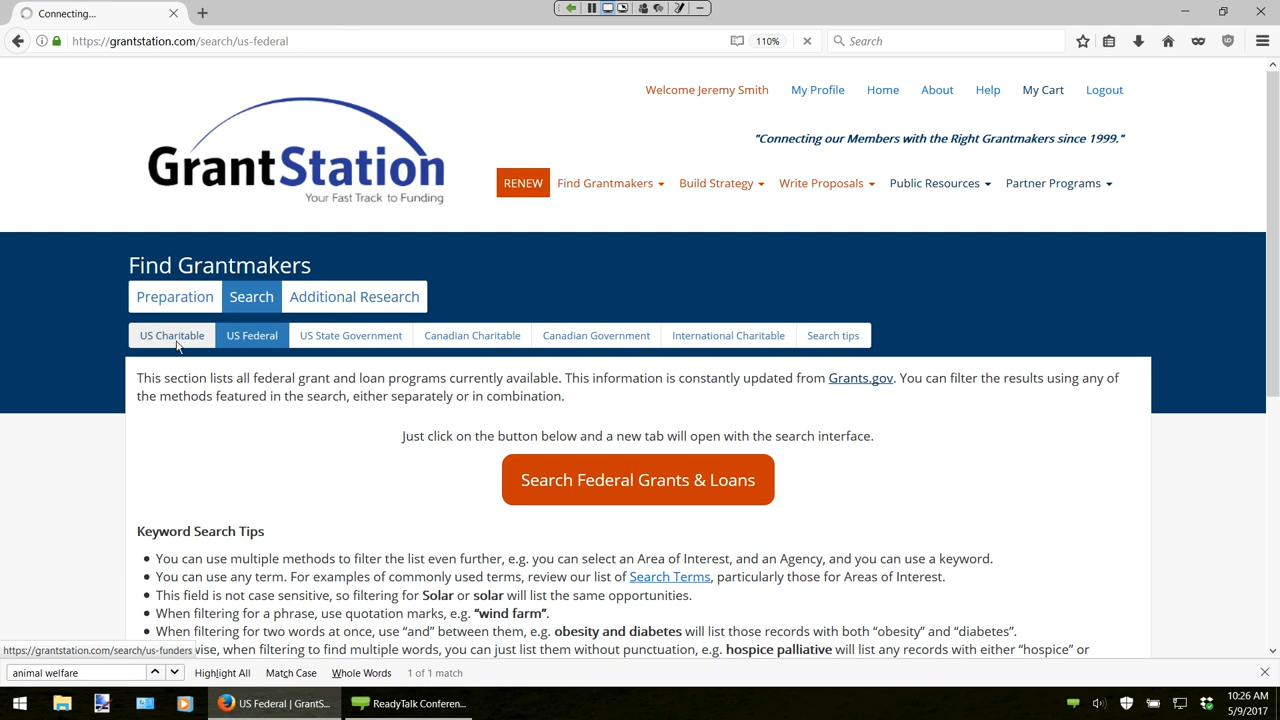 Connecting...
https://grantstation.com/search/us-federal
110%
Search
Welcome Jeremy Smith
My Profile
Home
About
Help
My Cart
Logout
"Connecting our Members with the Right Grantmakers since 1999."
GrantStation
Your Fast Track to Funding
RENEW
Find Grantmakers
Build Strategy
Write Proposals
Public Resources
Partner Programs
Find Grantmakers
Preparation
Search
Additional Research
US Charitable
US Federal
US State Government
Canadian Charitable
Canadian Government
International Charitable
Search tips
This section lists all federal grant and loan programs currently available. This information is constantly updated from Grants.gov. You can filter the results using any of
the methods featured in the search, either separately or in combination.
Just click on the button below and a new tab will open with the search interface.
Search Federal Grants & Loans
Keyword Search Tips
You can use multiple methods to filter the list even further, e.g. you can select an Area of Interest, and an Agency, and you can use a keyword.
You can use any term. For examples of commonly used terms, review our list of Search Terms, particularly those for Areas of Interest.
This field is not case sensitive, so filtering for Solar or solar will list the same opportunities.
When filtering for a phrase, use quotation marks, e.g. "wind farm".
When filtering for two words at once, use "and" between them, e.g. obesity and diabetes will list those records with both "obesity" and "diabetes".
wise, when filtering to find multiple words, you can just list them without punctuation, e.g. hospice palliative will list any records with either "hospice" or
https://grantstation.com/search/us-funders
animal welfare
Highlight All
Match Case
Whole Words
1 of 1 match
US Federal | GrantS...
ReadyTalk Conferen...
10:26 AM
5/9/2017